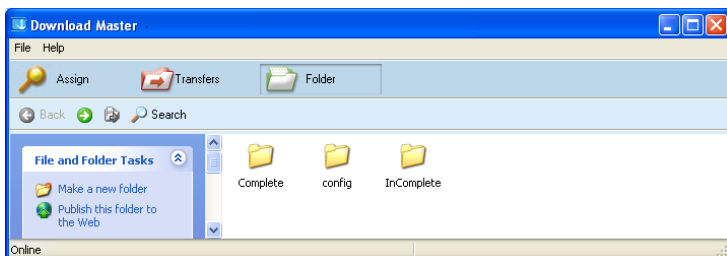 Download Master
File Help
Assign Transfers Folder
Back Search
File and Folder Tasks
Make a new folder
Publish this folder to
the Web
Complete config InComplete
Online